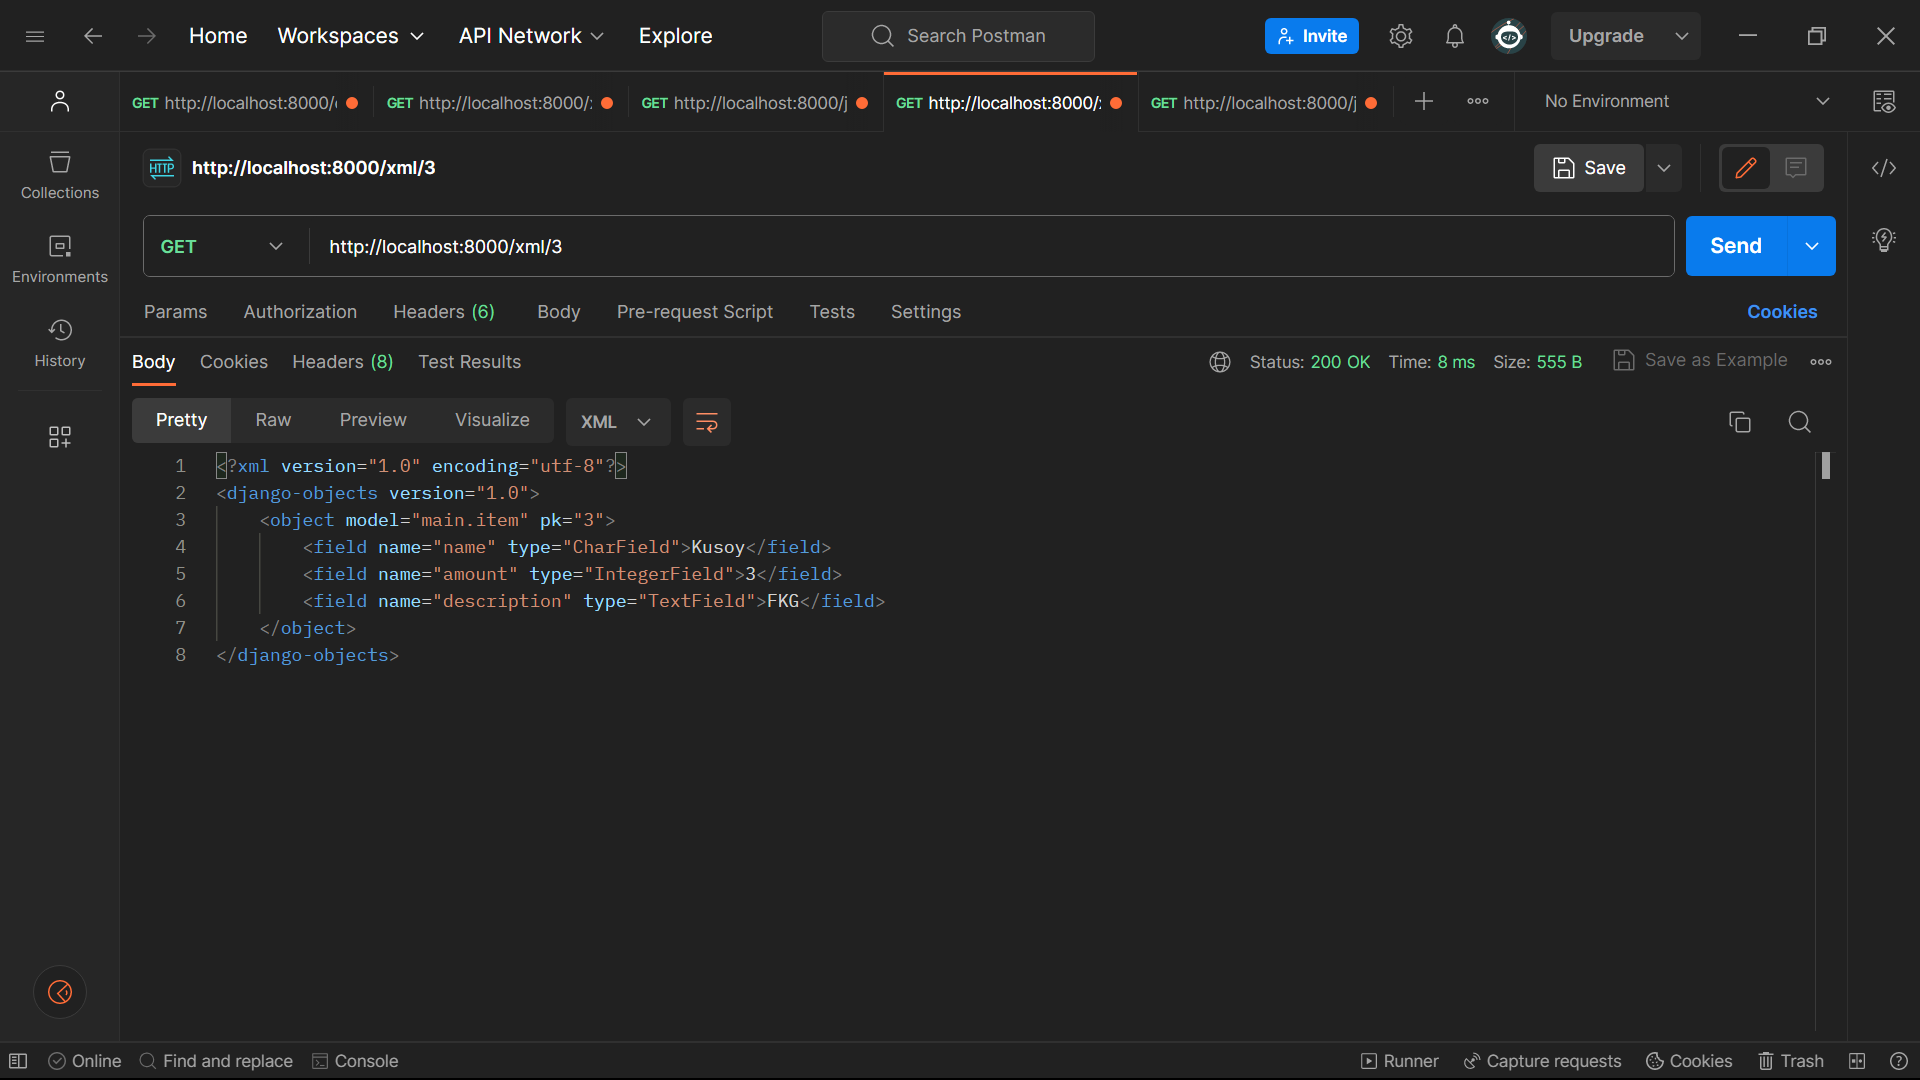 Home Workspaces API Network Explore Search Postman Invite Upgrade
GET http://localhost:8000/ GET http://localhost:8000/: GET http://localhost:8000/j GET http://localhost:8000/: GET http://localhost:8000/j No Environment
HTTP http://localhost:8000/xml/3 Save
Collections
GET http://localhost:8000/xml/3 Send
Environments
Params Authorization Headers (6) Body Pre-request Script Tests Settings Cookies
History
Body Cookies Headers (8) Test Results Status: 200 OK Time: 8 ms Size: 555 B Save as Example
Pretty Raw Preview Visualize XML
1 <?xml version="1.0" encoding="utf-8"?>
2 <django-objects version="1.0">
3 <object model="main.item" pk="3">
4 <field name="name" type="CharField">Kusoy</field>
5 <field name="amount" type="IntegerField">3</field>
6 <field name="description" type="TextField">FKG</field>
7 </object>
8 </django-objects>
Online Find and replace Console Runner Capture requests Cookies Trash